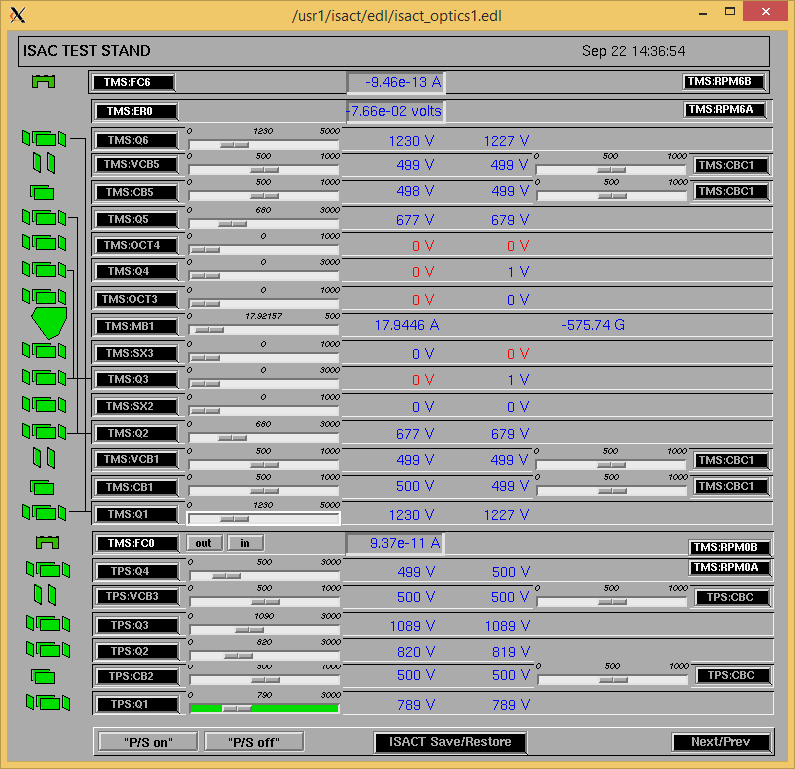 /usr1/isact/edl/isact_optics1.edl
ISAC TEST STAND Sep 22 14:36:54
TMS:FC6 -9.46e-13 A TMS:RPM6B
TMS:ER0 -7.66e-02 volts TMS:RPM6A
0 1230 5000
TMS:Q6 1230 V 1227 V
0 500 1000 0 500 1000
TMS:VCB5 499 V 499 V TMS:CBC1
0 500 1000 0 500 1000
TMS:CB5 498 V 499 V TMS:CBC1
0 680 3000
TMS:Q5 677 V 679 V
0 0 1000
TMS:OCT4 0 V 0 V
0 0 3000
TMS:Q4 0 V 1 V
0 0 1000
TMS:OCT3 0 V 0 V
0 17.92157 500
TMS:MB1 17.9446 A -575.74 G
0 0 1000
TMS:SX3 0 V 0 V
0 0 3000
TMS:Q3 0 V 1 V
0 0 1000
TMS:SX2 0 V 0 V
0 680 3000
TMS:Q2 677 V 679 V
0 500 1000 0 500 1000
TMS:VCB1 499 V 499 V TMS:CBC1
0 500 1000 0 500 1000
TMS:CB1 500 V 499 V TMS:CBC1
0 1230 5000
TMS:Q1 1230 V 1227 V
TMS:FC0 out in 9.37e-11 A TMS:RPM0B
0 500 3000 TMS:RPM0A
TPS:Q4 499 V 500 V
0 500 1000 0 500 1000
TPS:VCB3 500 V 500 V TPS:CBC
0 1090 3000
TPS:Q3 1089 V 1089 V
0 820 3000
TPS:Q2 820 V 819 V
0 500 1000 0 500 1000
TPS:CB2 500 V 500 V TPS:CBC
0 790 3000
TPS:Q1 789 V 789 V
"P/S on" "P/S off" ISACT Save/Restore Next/Prev